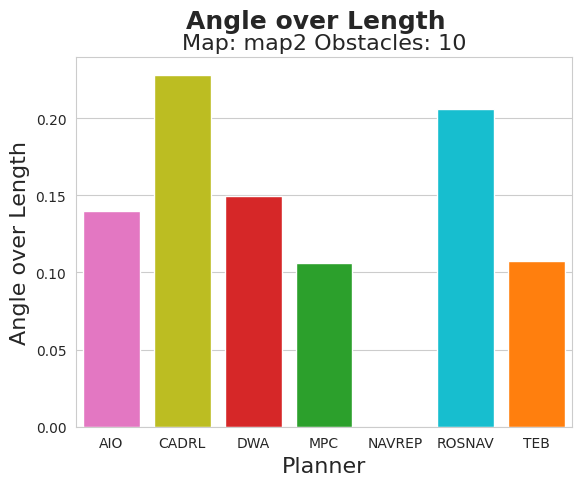 Angle over Length
Map: map2 Obstacles: 10
Angle over Length
0.20
0.15
0.10
0.05
0.00
AIO CADRL DWA MPC NAVREP ROSNAV TEB
Planner